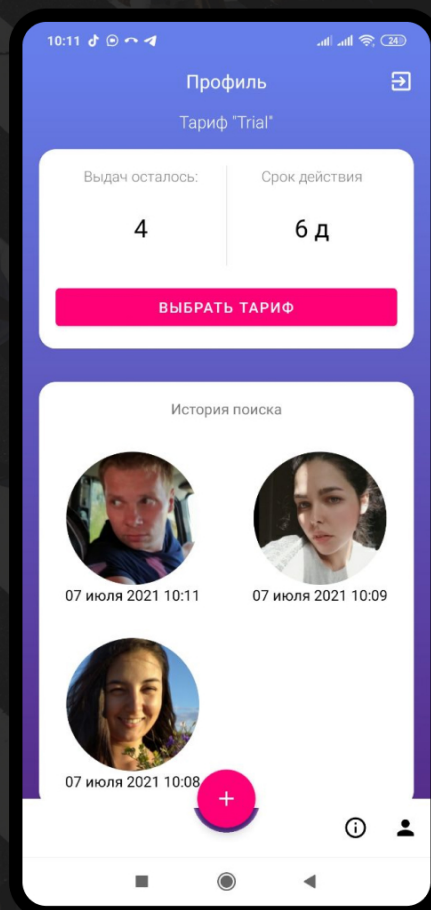 10:11
24
Профиль
Тариф "Trial"
Выдач осталось:
Срок действия
4
6 д
ВЫБРАТЬ ТАРИФ
История поиска
07 июля 2021 10:11
07 июля 2021 10:09
07 июля 2021 10:08